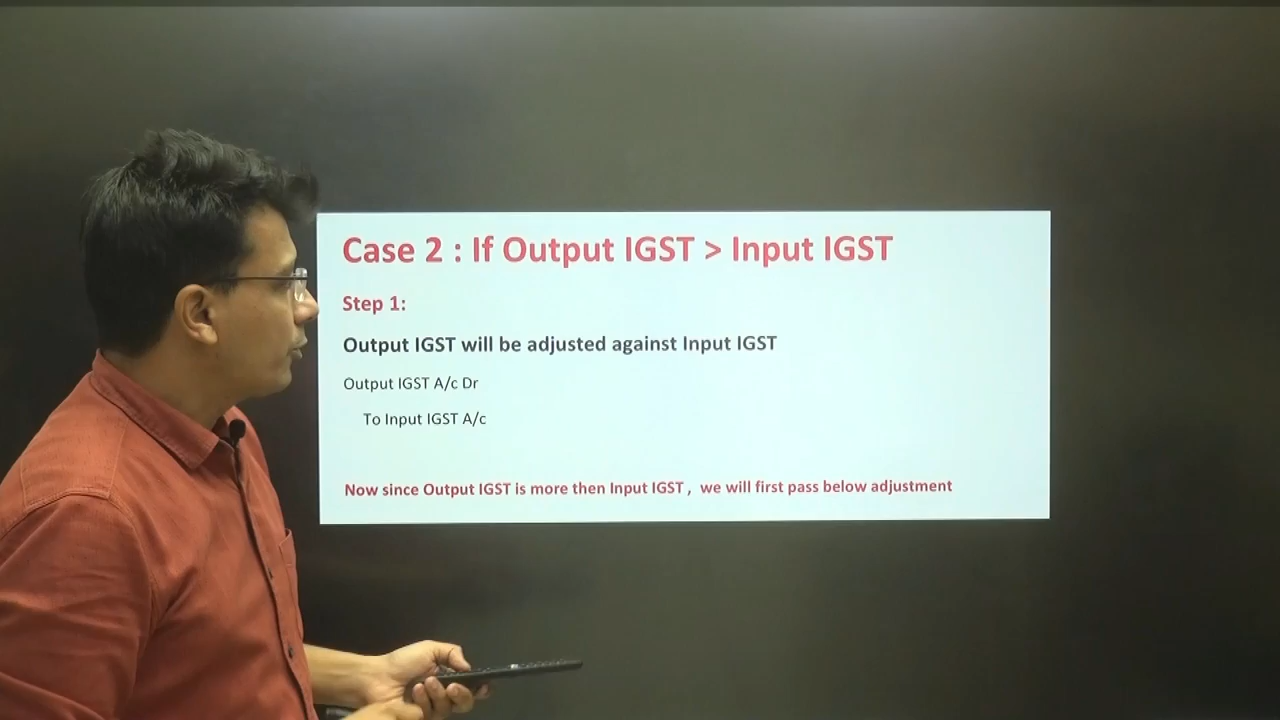 Case 2 : If Output IGST > Input IGST
Step 1:
Output IGST will be adjusted against Input IGST
Output IGST A/c Dr
To Input IGST A/c
Now since Output IGST is more then Input IGST , we will first pass below adjustment